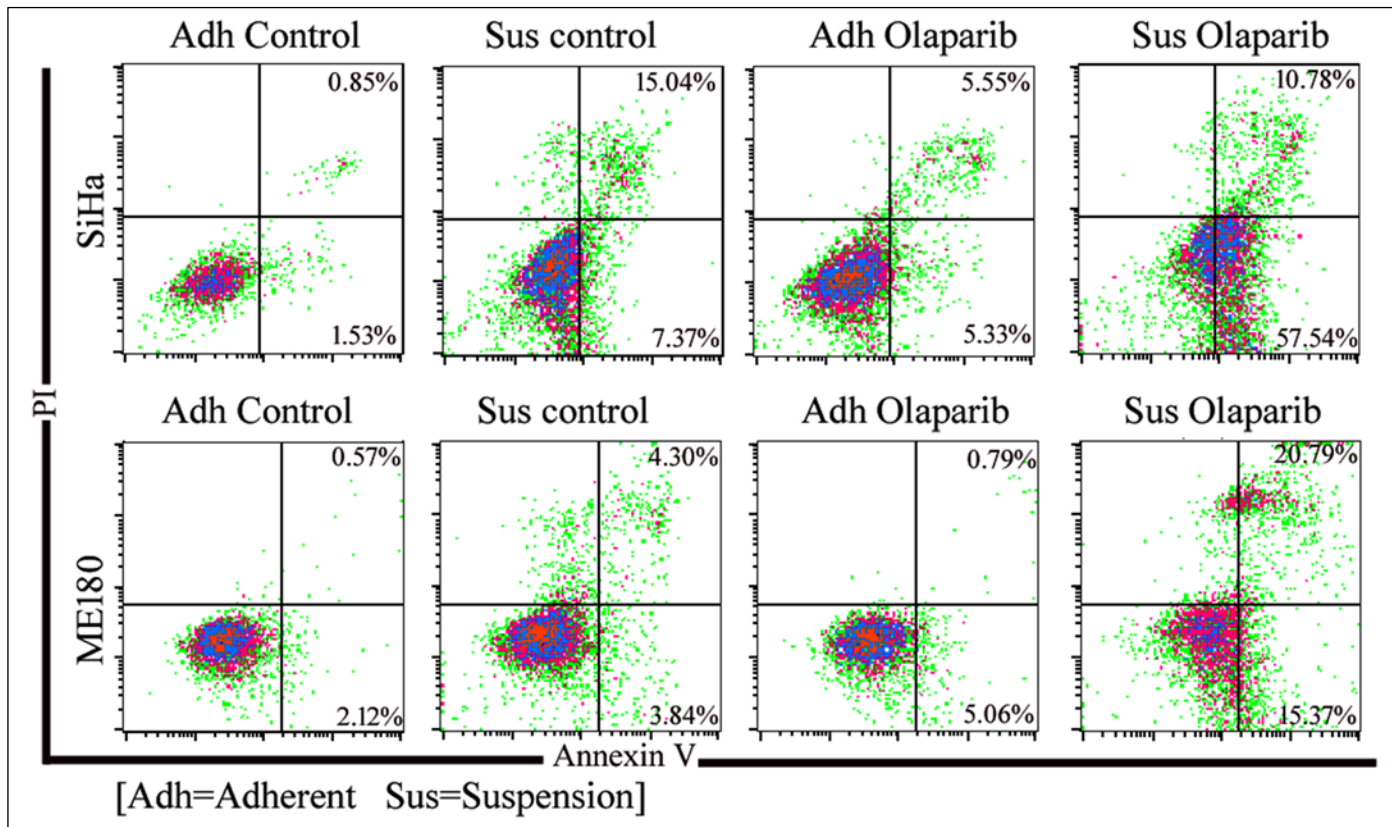 Adh Control Sus control Adh Olaparib Sus Olaparib
0.85% 15.04% 5.55% 10.78%
SiHa
1.53% 7.37% 5.33% 57.54%
PI
Adh Control Sus control Adh Olaparib Sus Olaparib
0.57% 4.30% 0.79% 20.79%
ME180
2.12% 3.84% 5.06% 15.37%
Annexin V
[Adh=Adherent Sus=Suspension]